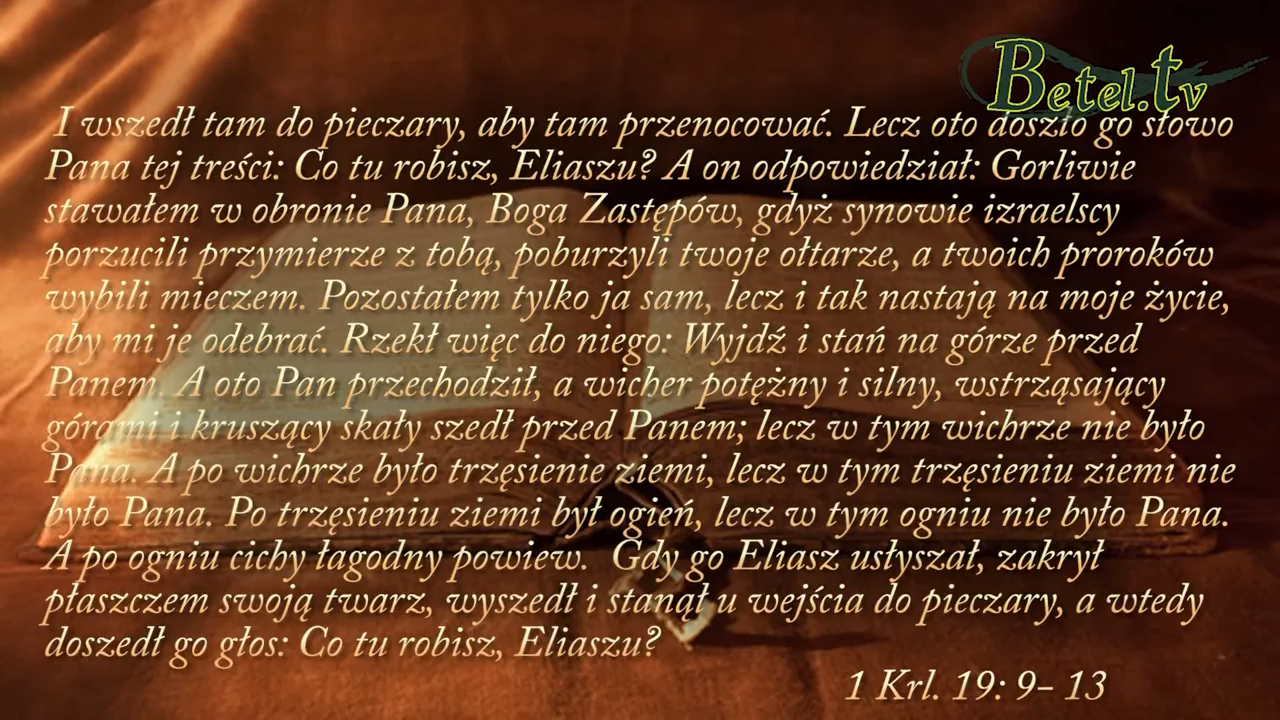 Betel.tv
I wszedł tam do pieczary, aby tam przenocować. Lecz oto doszło go słowo
Pana tej treści: Co tu robisz, Eliaszu? A on odpowiedział: Gorliwie
stawałem w obronie Pana, Boga Zastępów, gdyż synowie izraelscy
porzucili przymierze z tobą, poburzyli twoje ołtarze, a twoich proroków
wybili mieczem. Pozostałem tylko ja sam, lecz i tak nastają na moje życie,
aby mi je odebrać. Rzekł więc do niego: Wyjdź i stań na górze przed
Panem. A oto Pan przechodził, a wicher potężny i silny, wstrząsający
górami i kruszący skały szedł przed Panem; lecz w tym wichrze nie było
Pana. A po wichrze było trzęsienie ziemi, lecz w tym trzęsieniu ziemi nie
było Pana. Po trzęsieniu ziemi był ogień, lecz w tym ogniu nie było Pana.
A po ogniu cichy łagodny powiew. Gdy go Eliasz usłyszał, zakrył
płaszczem swoją twarz, wyszedł i stanął u wejścia do pieczary, a wtedy
doszedł go głos: Co tu robisz, Eliaszu?
1 Krl. 19: 9– 13